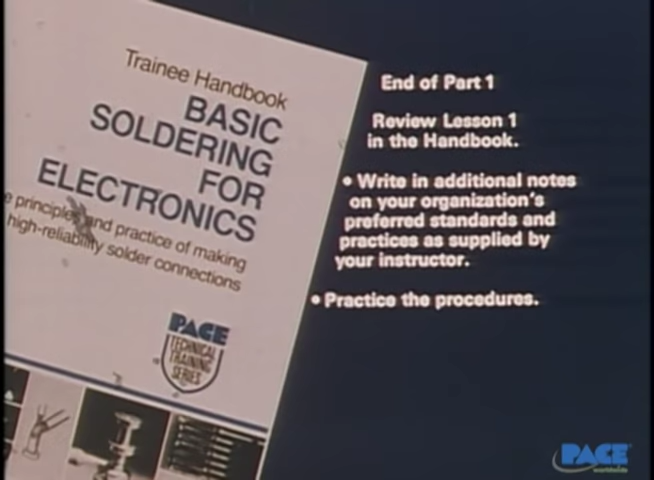 Trainee Handbook
BASIC
SOLDERING
FOR
ELECTRONICS
principles and practice of making
high-reliability solder connections
PACE
TECHNICAL
TRAINING
SERIES
End of Part 1
Review Lesson 1
in the Handbook.
• Write in additional notes
on your organization's
preferred standards and
practices as supplied by
your instructor.
• Practice the procedures.
PACE
worldwide